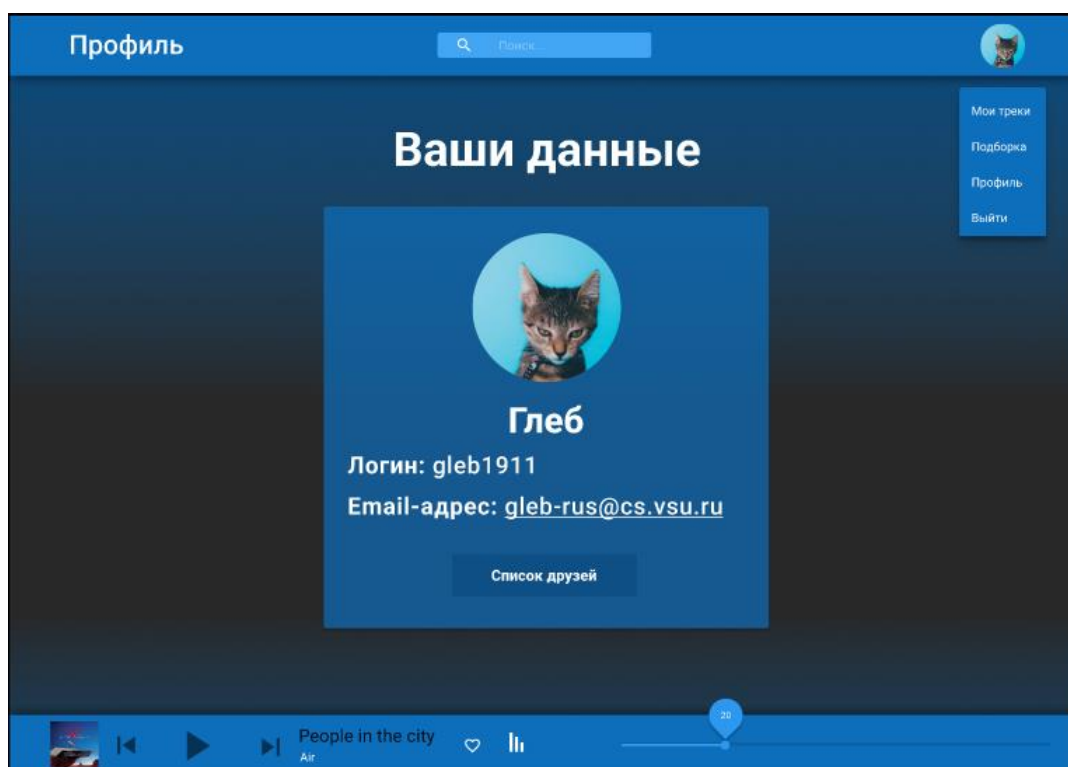 Профиль
Поиск...
Мои треки
Подборка
Профиль
Выйти
Ваши данные
Глеб
Логин: gleb1911
Email-адрес: gleb-rus@cs.vsu.ru
Список друзей
20
People in the city
Air